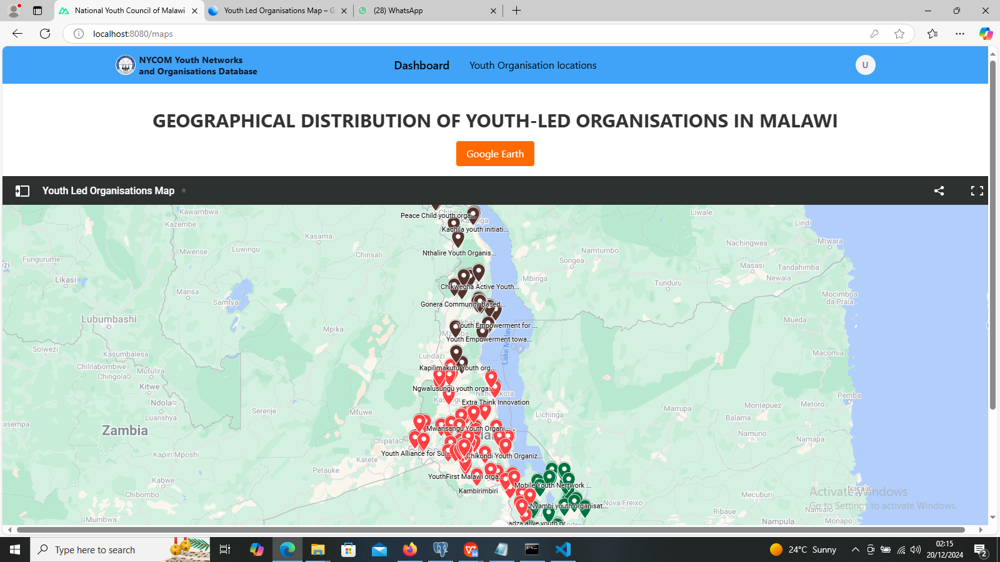 National Youth Council of Malawi
Youth Led Organisations Map – G
(28) WhatsApp
localhost:8080/maps
NYCOM Youth Networks
and Organisations Database
Dashboard
Youth Organisation locations
U
GEOGRAPHICAL DISTRIBUTION OF YOUTH-LED ORGANISATIONS IN MALAWI
Google Earth
Youth Led Organisations Map
Kawambwa
Chitipa
Liwale
Peace Child youth orga...
Kazembe
Lindi
Kachila youth initiati...
Kasama
Mtwara
Nachingwea
Luwingu
Mwense
Chinsali
Nthalire Youth Organis...
Namtumbo
Fungurume
Songea
Masasi
Tandahimba
Newala
Likasi
Mbinga
Tunduru
Chikwecha Active Youth...
Mansa
Mocimboa
da Praia
Samfya
Gonera Community Based...
Lubumbashi
Mueda
Youth Empowerment for ...
Mpika
Youth Empowerment towa...
Lake Malawi
Solwezi
Kasumbalesa
Macomia
Lundazi
Chililabombwe
Kapilimakutu Youth org...
Mufulira
Chingola
Kitwe
Ngwalusungu youth orga...
Pemba
Ndola
Extra Think Innovation
Metoro
Montepuez
Serenje
Mfuwe
Marrupa
Lichinga
Luanshya
Balama
asempa
Zambia
Mwansangu Youth Organi...
Namuno
Chipata
Namapa
Youth Alliance for Sui...
Chikondi Youth Organiz...
Kapiri Mposhi
Katete
Petauke
YouthFirst Malawi orga...
Kabwe
Mobile Youth Nertwork ...
Nacala
Kambirimbiri
Chibombo
Mecuburi
Activate Windows
Go to Settings to activate Windows.
Nyambi youth organisat...
Nova Freixo
Ribaue
Namialo
Mumbwa
Nampula
Monapo
Type here to search
24°C Sunny
02:15
20/12/2024
2